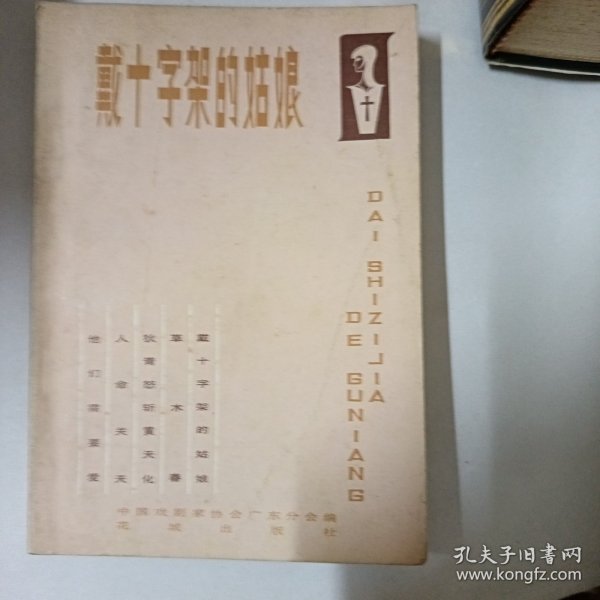 戴十字架的姑娘
DAI SHIZIJIA
DE GUNIANG
戴十字架的姑娘
草木春
狄青怒斩黄天化
人命关天
他们需要爱
中国戏剧家协会广东分会编
花城出版社
孔夫子旧书网
www.kongfz.com